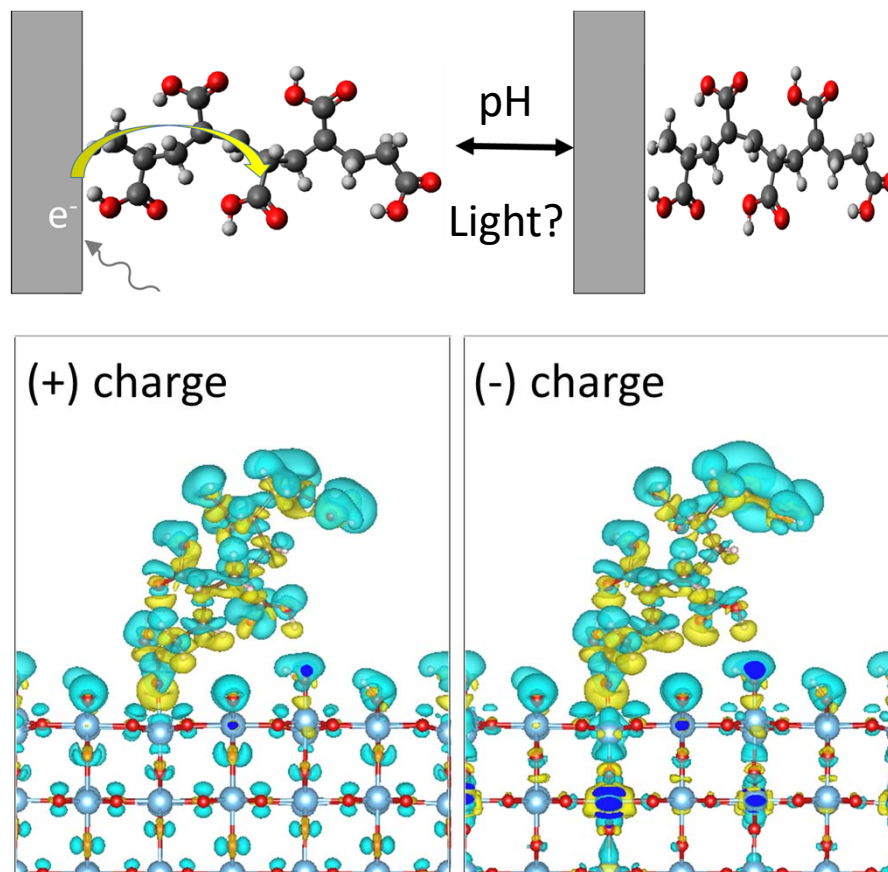 pH
e⁻
Light?
(+) charge
(-) charge